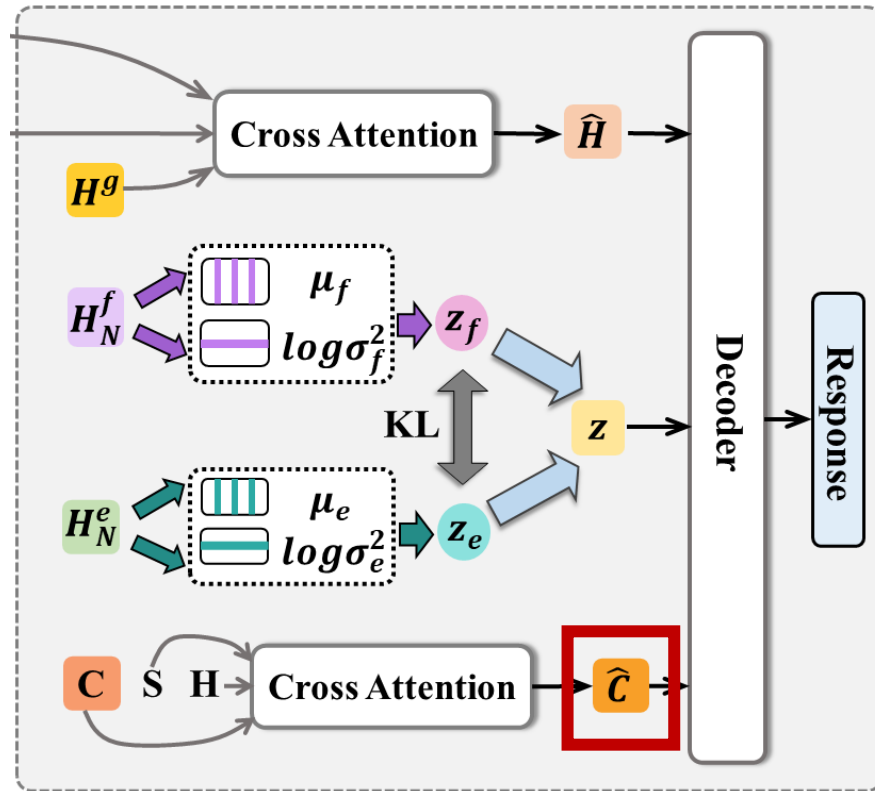 Cross Attention
Ĥ
H^g
H_N^f
μ_f
logσ_f^2
z_f
KL
z
Decoder
Response
H_N^e
μ_e
logσ_e^2
z_e
C S H
Cross Attention
Ĉ